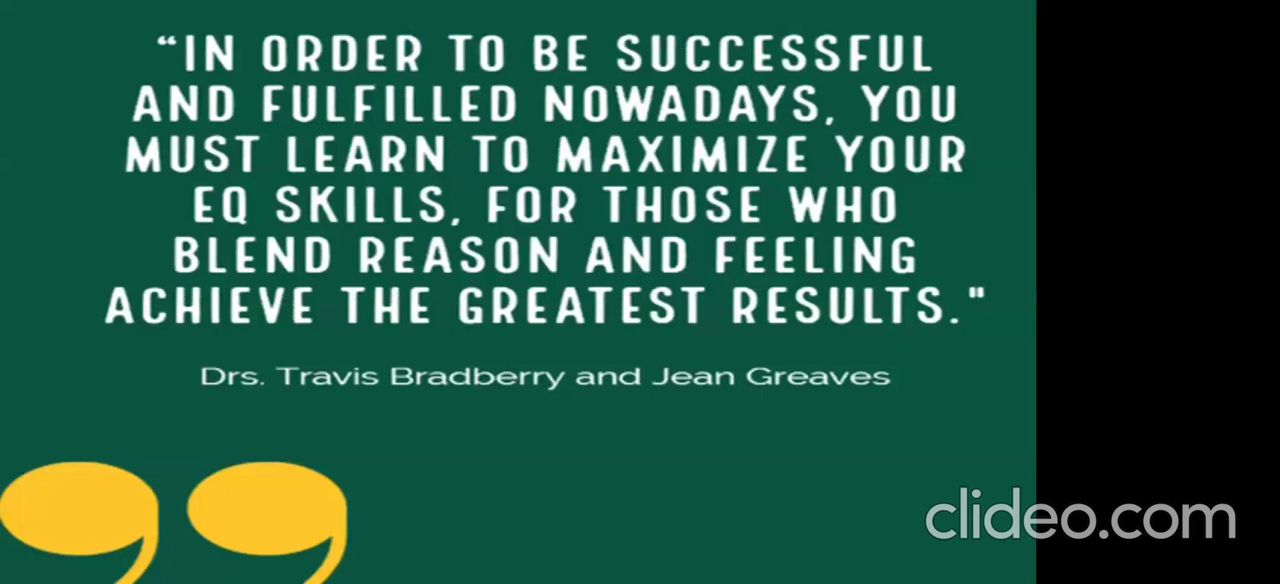 “IN ORDER TO BE SUCCESSFUL
AND FULFILLED NOWADAYS, YOU
MUST LEARN TO MAXIMIZE YOUR
EQ SKILLS, FOR THOSE WHO
BLEND REASON AND FEELING
ACHIEVE THE GREATEST RESULTS."
Drs. Travis Bradberry and Jean Greaves
clideo.com